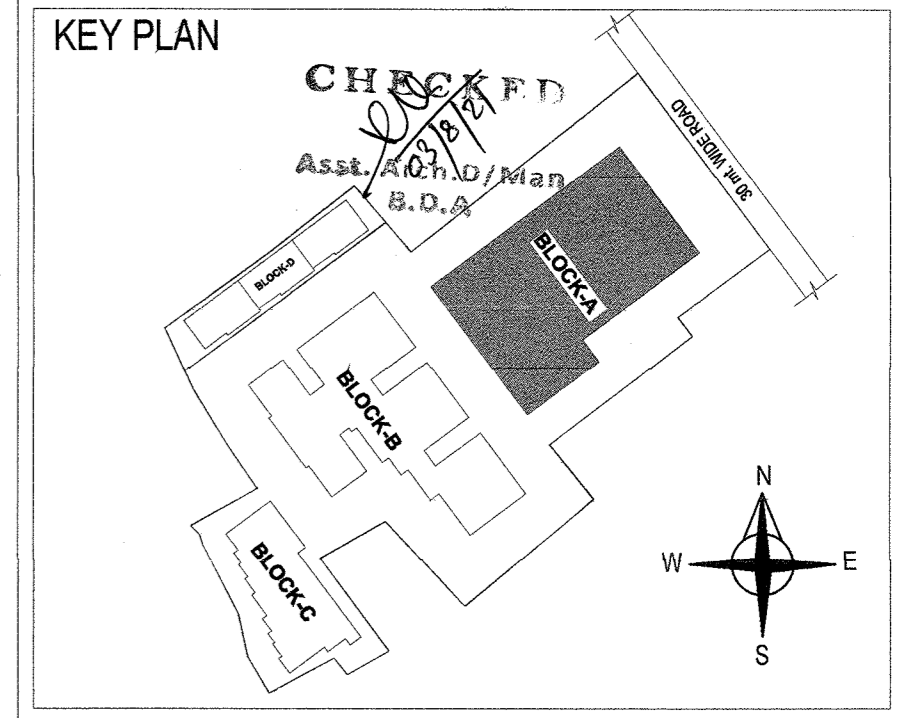 KEY PLAN
CHECKED
03/8/21
Asst. Arch.D/Man
B.D.A
30 mt. WIDE ROAD
BLOCK-A
BLOCK-D
BLOCK-B
BLOCK-C
N
W E
S